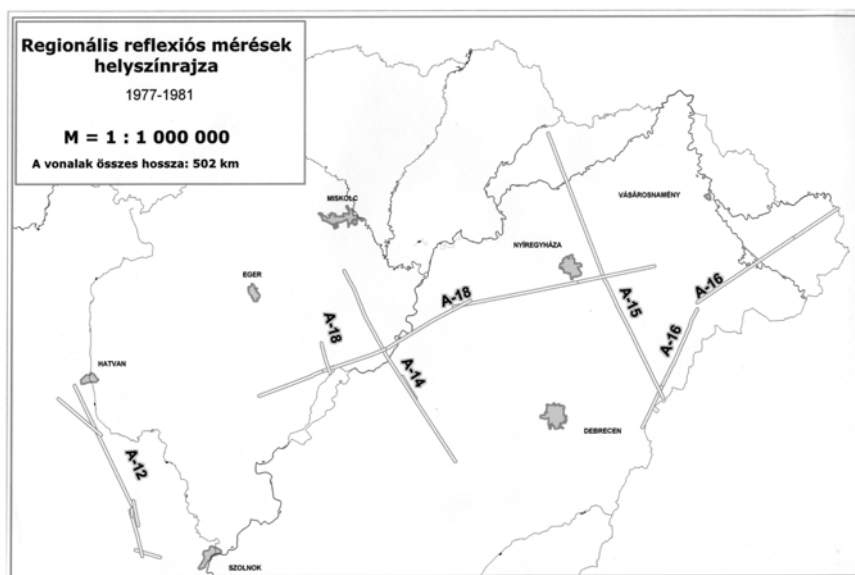 Regionális reflexiós mérések
helyszínrajza
1977-1981
M = 1 : 1 000 000
A vonalak összes hossza: 502 km
MISKOLC
VÁSÁROSNAMÉNY
NYÍREGYHÁZA
EGER
A-18
A-16
A-15
A-18
A-16
HATVAN
A-14
DEBRECEN
A-12
SZOLNOK